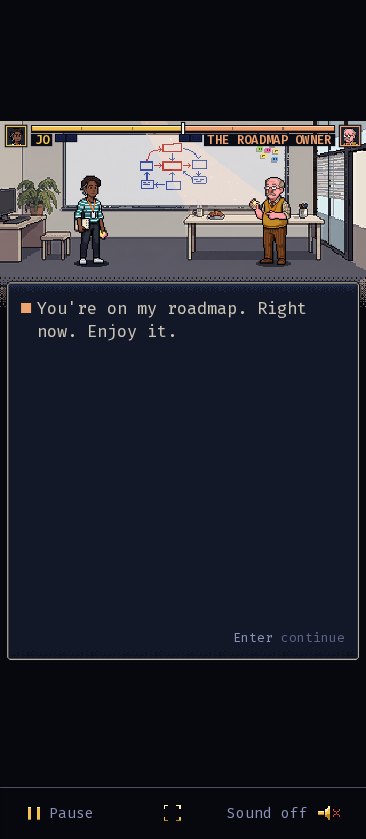 JO
THE ROADMAP OWNER
You're on my roadmap. Right
now. Enjoy it.
Enter continue
Pause
Sound off